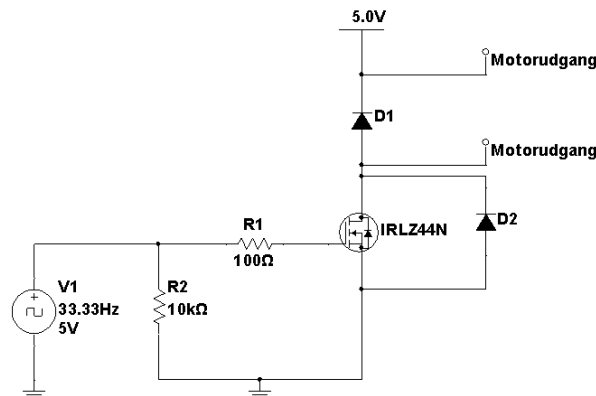 5.0V
Motorudgang
D1
Motorudgang
R1
IRLZ44N
D2
100Ω
V1
33.33Hz
5V
R2
10kΩ